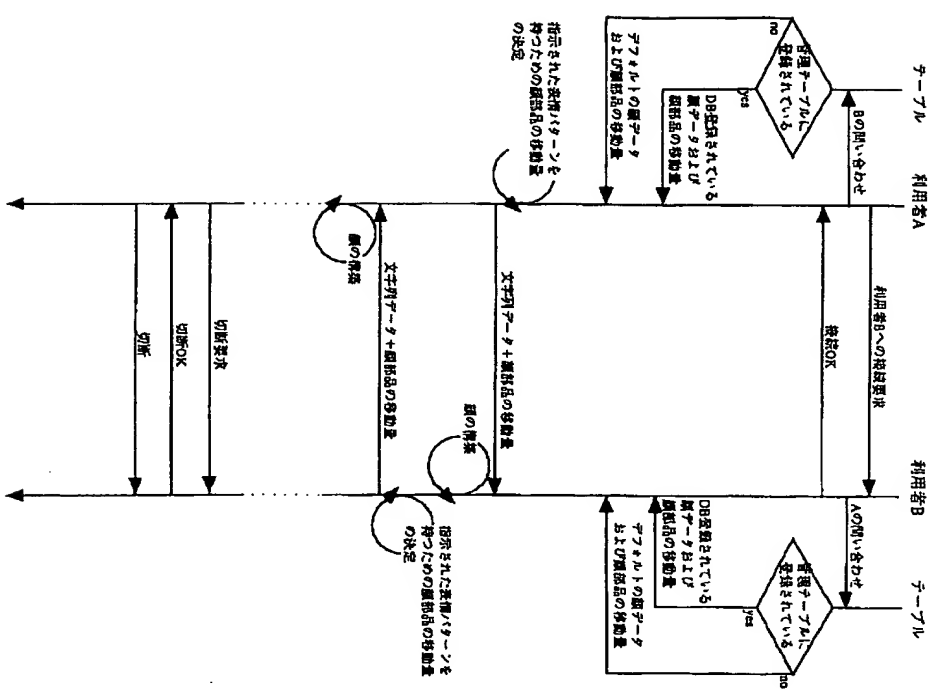 テーブル
利用者A
利用者B
テーブル
利用者Bへの接続要求
接続OK
Bの問い合わせ
管理テーブルに
登録されている
no
yes
DB登録されている
顔データおよび
顔部品の移動量
デフォルトの顔データ
および顔部品の移動量
Aの問い合わせ
管理テーブルに
登録されている
yes
no
DB登録されている
顔データおよび
顔部品の移動量
デフォルトの顔データ
および顔部品の移動量
指示された表情パターンを
持つための顔部品の移動量
の決定
文字列データ+顔部品の移動量
顔の構築
指示された表情パターンを
持つための顔部品の移動量
の決定
文字列データ+顔部品の移動量
顔の構築
切断要求
切断OK
切断